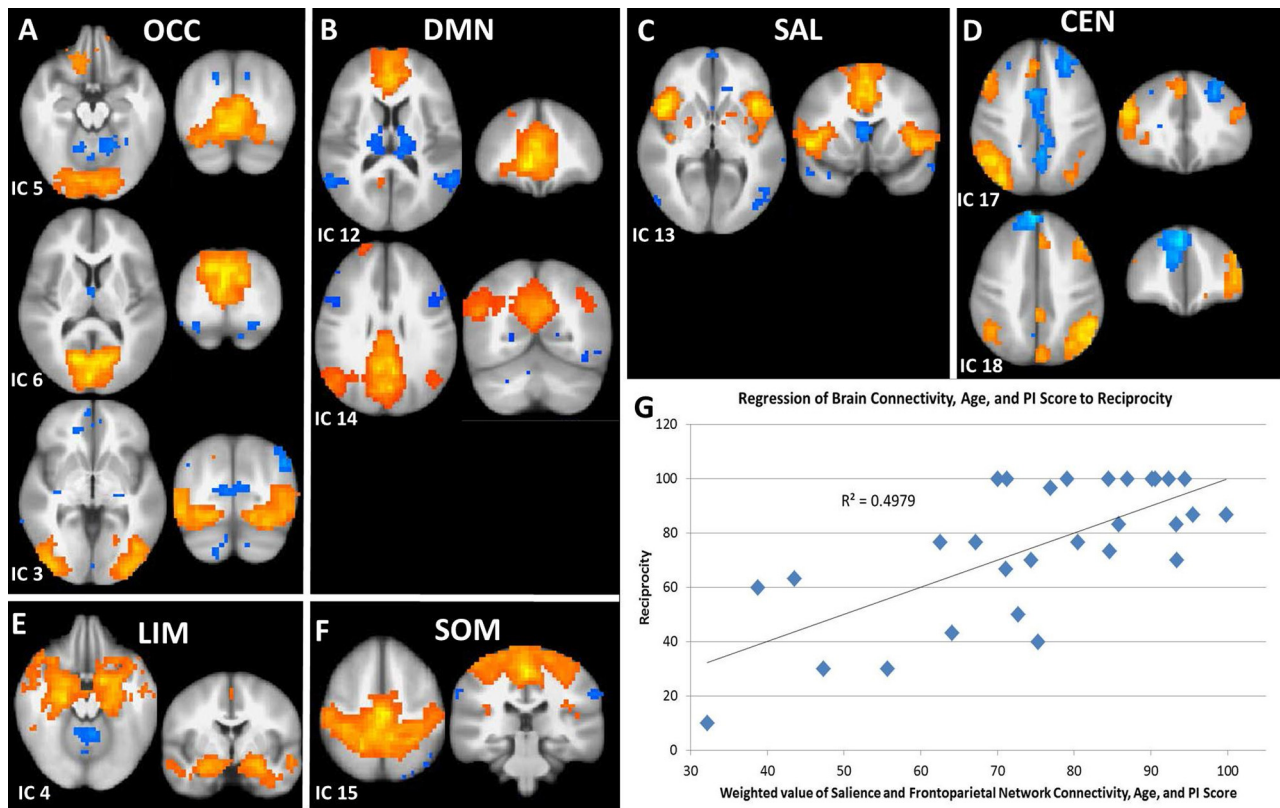 A OCC
IC 5
IC 6
IC 3
B DMN
IC 12
IC 14
C SAL
IC 13
D CEN
IC 17
IC 18
E LIM
IC 4
F SOM
IC 15
G
Regression of Brain Connectivity, Age, and PI Score to Reciprocity
120
100
80
60
40
20
0
Reciprocity
R² = 0.4979
30 40 50 60 70 80 90 100
Weighted value of Salience and Frontoparietal Network Connectivity, Age, and PI Score